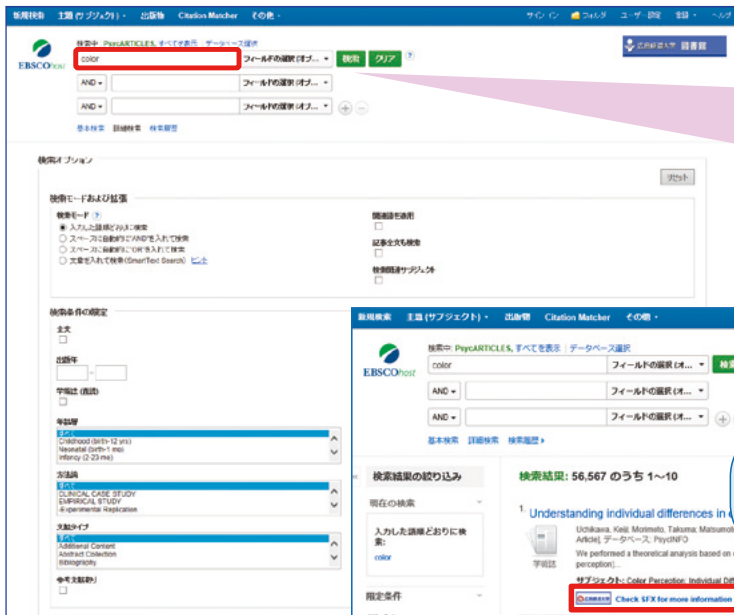 新規検索 主題 (サブジェクト)・ 出版物 Citation Matcher その他・ サインイン フォルダ ユーザー設定 言語・ ヘルプ
検索中: PsycARTICLES, すべてを表示 データベース選択
EBSCOhost
color フィールドの選択 (オプ... 検索 クリア ?
図書館
AND フィールドの選択 (オプ...
AND フィールドの選択 (オプ...
基本検索 詳細検索 検索履歴
検索オプション
リセット
検索モードおよび拡張
検索モード ?
入力した語順どおりに検索
スペースに自動的に'AND'を入れて検索
スペースに自動的に'OR'を入れて検索
文章を入れて検索(SmartText Search) ヒント
関連語を適用
記事全文も検索
検索関連サブジェクト
検索条件の限定
全文
出版年
-
学術誌 (査読)
年齢層
すべて
Childhood (birth-12 yrs)
Neonatal (birth-1 mo)
Infancy (2-23 mo)
方法論
すべて
CLINICAL CASE STUDY
EMPIRICAL STUDY
-Experimental Replication
文献タイプ
すべて
Additional Content
Abstract Collection
Bibliography
参考文献あり
新規検索 主題 (サブジェクト)・ 出版物 Citation Matcher その他・
検索中: PsycARTICLES, すべてを表示 データベース選択
EBSCOhost
color フィールドの選択 (オ... 検索
AND フィールドの選択 (オ...
AND フィールドの選択 (オ...
基本検索 詳細検索 検索履歴
検索結果の絞り込み
検索結果: 56,567 のうち 1~10
現在の検索
入力した語順どおりに検索:
color
限定条件
1. Understanding individual differences in
Uchikawa, Keiji; Morimoto, Takuma; Matsumoto
Article], データベース: PsycINFO
We performed a theoretical analysis based on
perception)...
学術誌
サブジェクト: Color Perception; Individual
Check SFX for more information